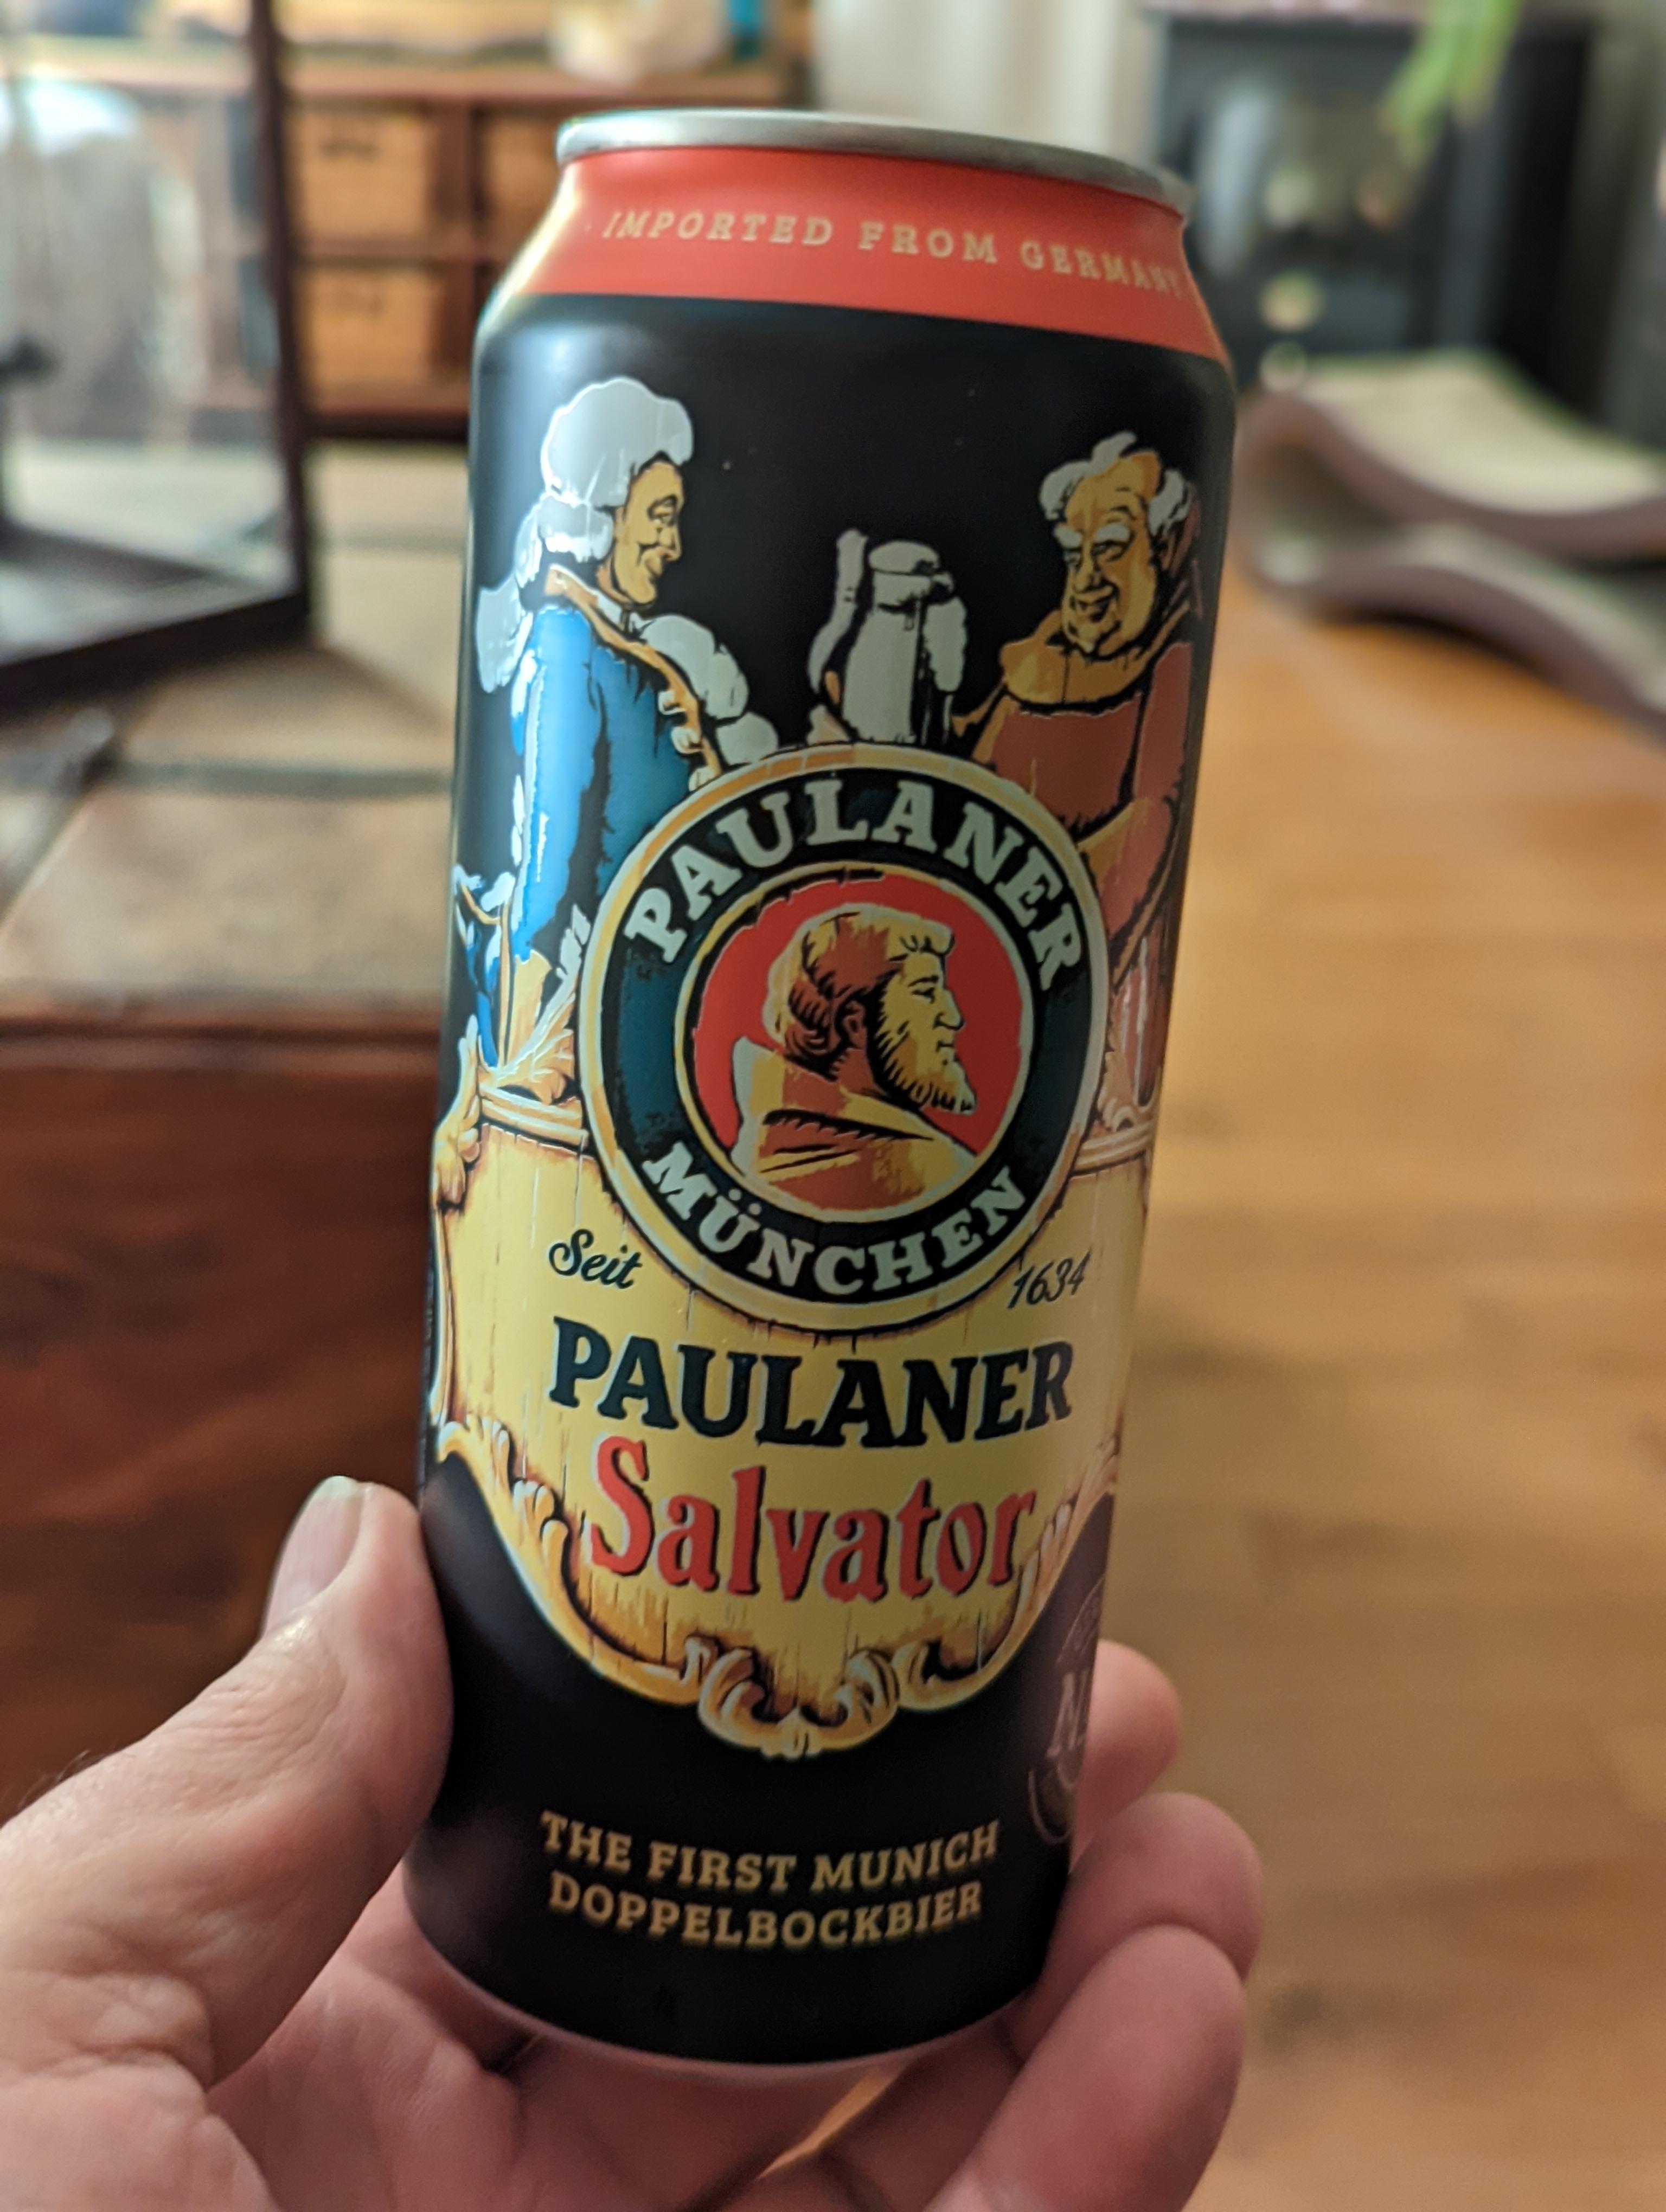 IMPORTED FROM GERMANY
PAULANER
MÜNCHEN
Seit 1634
PAULANER
Salvator
THE FIRST MUNICH
DOPPELBOCKBIER